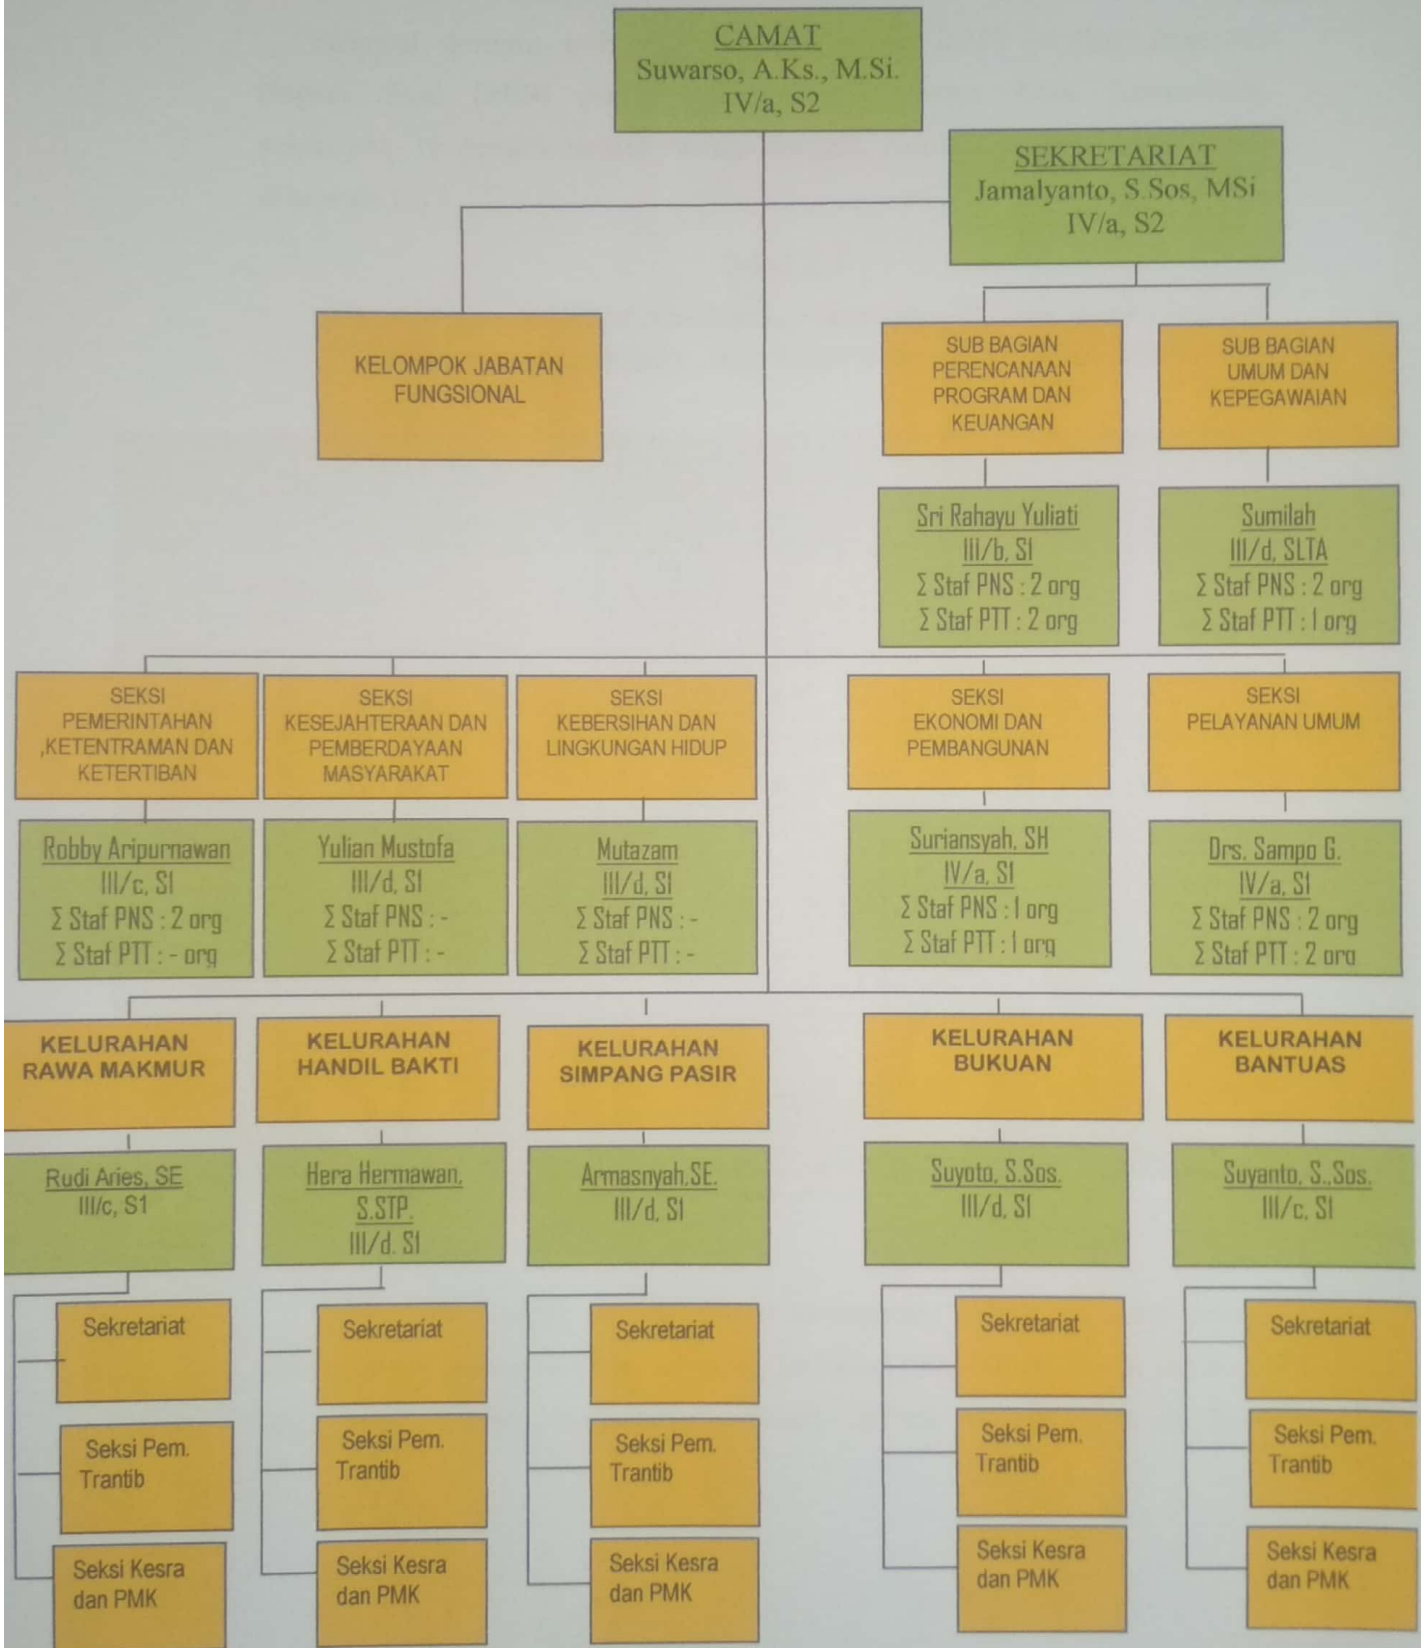 CAMAT
Suwarso, A.Ks., M.Si.
IV/a, S2
SEKRETARIAT
Jamalyanto, S.Sos, MSi
IV/a, S2
KELOMPOK JABATAN
FUNGSIONAL
SUB BAGIAN
PERENCANAAN
PROGRAM DAN
KEUANGAN
SUB BAGIAN
UMUM DAN
KEPEGAWAIAN
Sri Rahayu Yuliati
III/b, S1
Σ Staf PNS : 2 org
Σ Staf PTT : 2 org
Sumilah
III/d, SLTA
Σ Staf PNS : 2 org
Σ Staf PTT : 1 org
SEKSI
PEMERINTAHAN
,KETENTRAMAN DAN
KETERTIBAN
SEKSI
KESEJAHTERAAN DAN
PEMBERDAYAAN
MASYARAKAT
SEKSI
KEBERSIHAN DAN
LINGKUNGAN HIDUP
SEKSI
EKONOMI DAN
PEMBANGUNAN
SEKSI
PELAYANAN UMUM
Robby Aripurnawan
III/c, S1
Σ Staf PNS : 2 org
Σ Staf PTT : - org
Yulian Mustofa
III/d, S1
Σ Staf PNS : -
Σ Staf PTT : -
Mutazam
III/d, S1
Σ Staf PNS : -
Σ Staf PTT : -
Suriansyah, SH
IV/a, S1
Σ Staf PNS : 1 org
Σ Staf PTT : 1 org
Drs. Sampo G.
IV/a, S1
Σ Staf PNS : 2 org
Σ Staf PTT : 2 org
KELURAHAN
RAWA MAKMUR
KELURAHAN
HANDIL BAKTI
KELURAHAN
SIMPANG PASIR
KELURAHAN
BUKUAN
KELURAHAN
BANTUAS
Rudi Aries, SE
III/c, S1
Hera Hermawan,
S.STP.
III/d. S1
Armasnyah,SE.
III/d, S1
Suyoto, S.Sos.
III/d, S1
Suyanto, S.,Sos.
III/c, S1
Sekretariat
Seksi Pem.
Trantib
Seksi Kesra
dan PMK
Sekretariat
Seksi Pem.
Trantib
Seksi Kesra
dan PMK
Sekretariat
Seksi Pem.
Trantib
Seksi Kesra
dan PMK
Sekretariat
Seksi Pem.
Trantib
Seksi Kesra
dan PMK
Sekretariat
Seksi Pem.
Trantib
Seksi Kesra
dan PMK